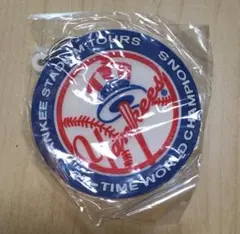 YANKEE STADIUM TOURS
Yankees
TIME WORLD CHAMPIONS